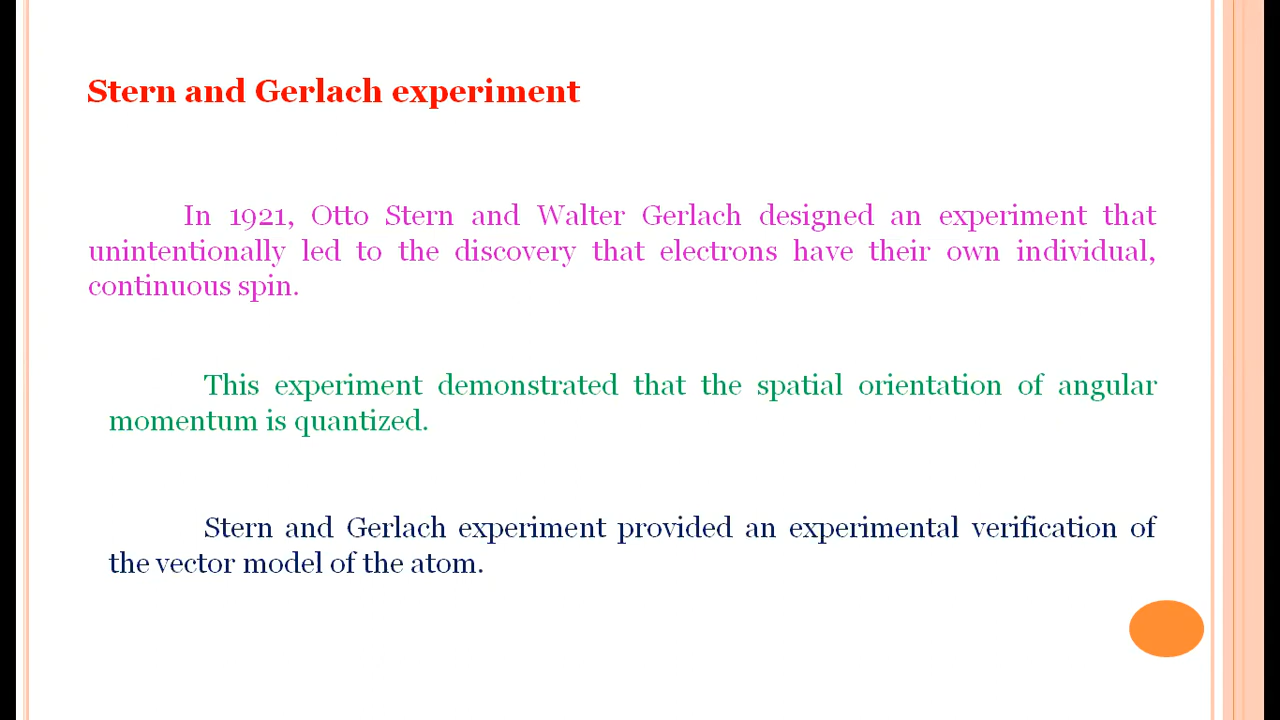 Stern and Gerlach experiment
In 1921, Otto Stern and Walter Gerlach designed an experiment that
unintentionally led to the discovery that electrons have their own individual,
continuous spin.
This experiment demonstrated that the spatial orientation of angular
momentum is quantized.
Stern and Gerlach experiment provided an experimental verification of
the vector model of the atom.